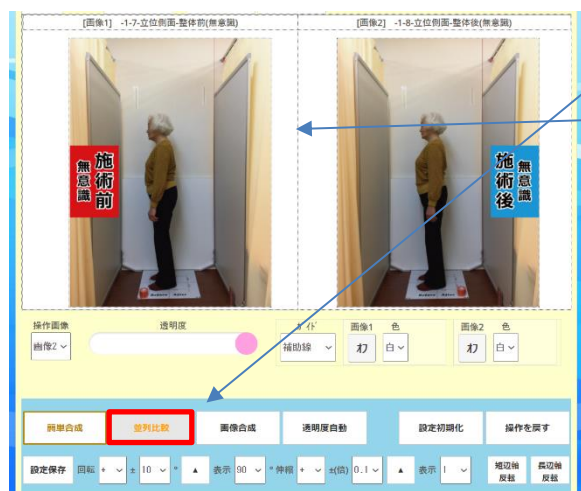 [画像1] -1-7-立位側面-整体前(無意識)
[画像2] -1-8-立位側面-整体後(無意識)
施術前
無意識
無意識
施術後
操作画像
透明度
ガイド
画像1 色
画像2 色
画像2
補助線
オフ 白
オフ 白
簡単合成 並列比較 画像合成 透明度自動 設定初期化 操作を戻す
設定保存 回転 + ± 10 ° ▲ 表示 90 ° 伸縮 + ±(倍) 0.1 ▲ 表示 1 短辺軸反転 長辺軸反転